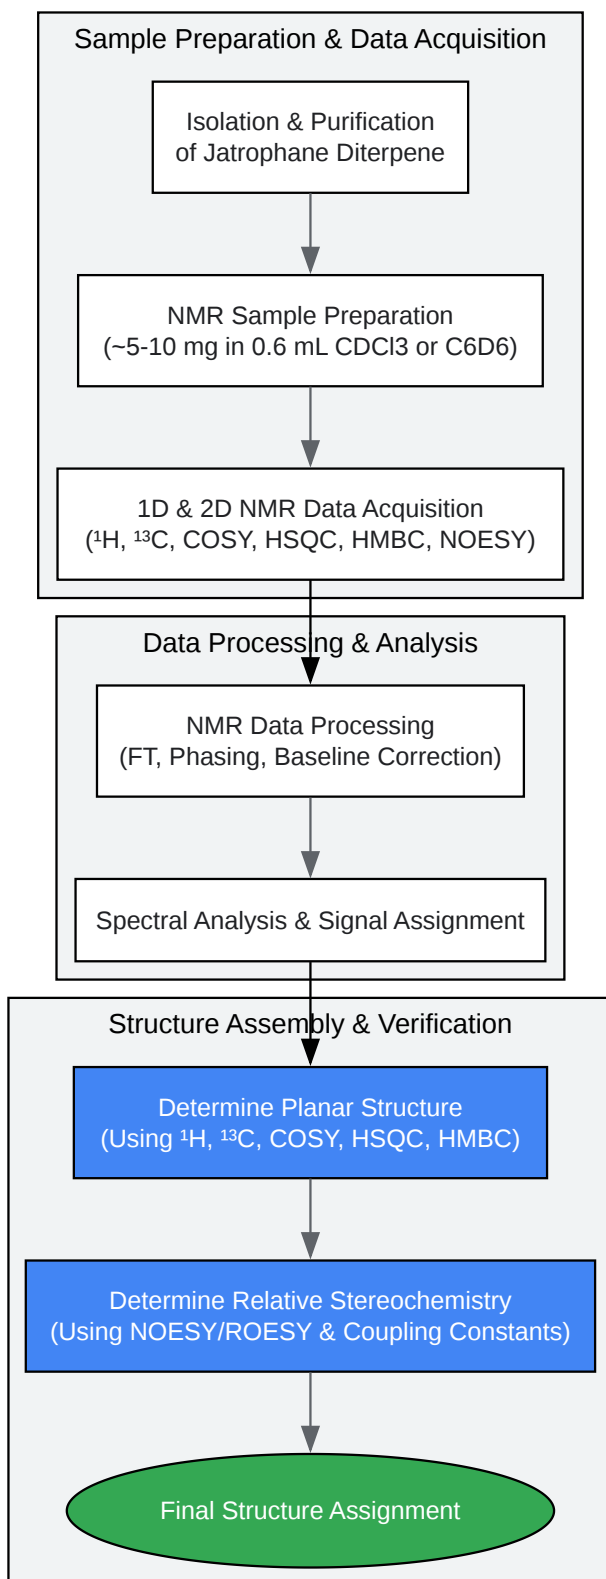 Sample Preparation & Data Acquisition
Isolation & Purification
of Jatrophane Diterpene
NMR Sample Preparation
(~5-10 mg in 0.6 mL CDCl3 or C6D6)
1D & 2D NMR Data Acquisition
(¹H, ¹³C, COSY, HSQC, HMBC, NOESY)
Data Processing & Analysis
NMR Data Processing
(FT, Phasing, Baseline Correction)
Spectral Analysis & Signal Assignment
Structure Assembly & Verification
Determine Planar Structure
(Using ¹H, ¹³C, COSY, HSQC, HMBC)
Determine Relative Stereochemistry
(Using NOESY/ROESY & Coupling Constants)
Final Structure Assignment